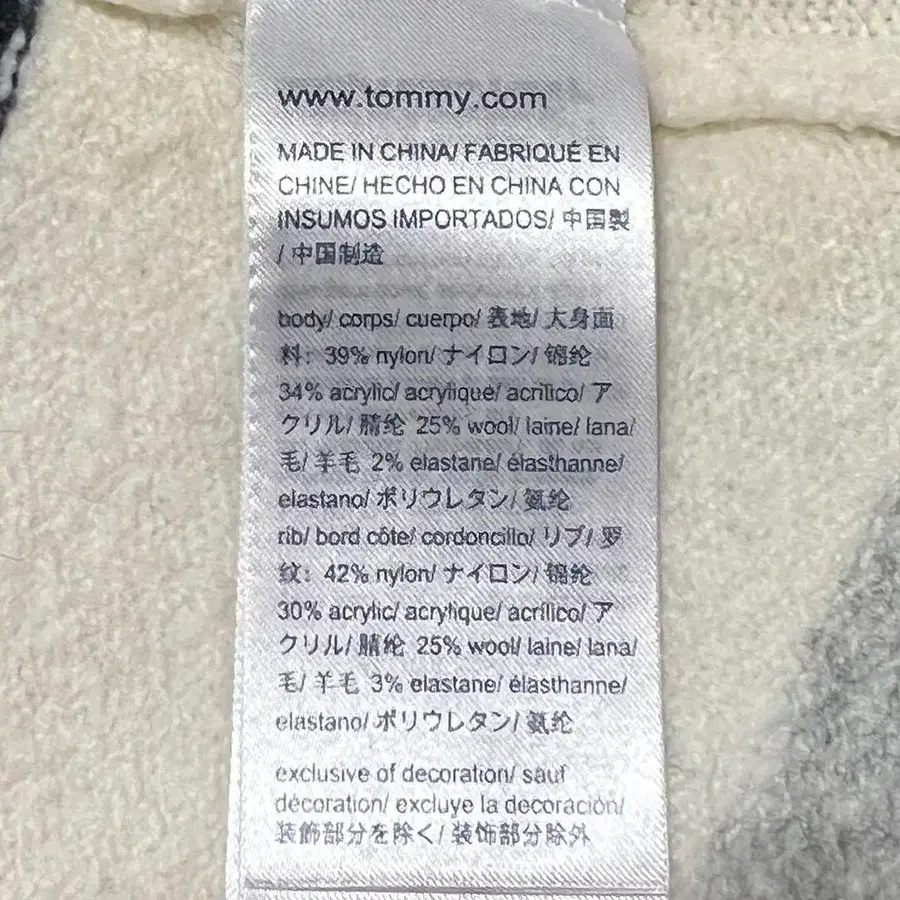 www.tommy.com
MADE IN CHINA/ FABRIQUÉ EN
CHINE/ HECHO EN CHINA CON
INSUMOS IMPORTADOS/ 中国製
/ 中国制造
body/ corps/ cuerpo/ 表地/ 大身面
料: 39% nylon/ ナイロン/ 锦纶
34% acrylic/ acrylique/ acrílico/ ア
クリル/ 腈纶 25% wool/ laine/ lana/
毛/ 羊毛 2% elastane/ élasthanne/
elastano/ ポリウレタン/ 氨纶
rib/ bord côte/ cordoncillo/ リブ/ 罗
纹: 42% nylon/ ナイロン/ 锦纶
30% acrylic/ acrylique/ acrílico/ ア
クリル/ 腈纶 25% wool/ laine/ lana/
毛/ 羊毛 3% elastane/ élasthanne/
elastano/ ポリウレタン/ 氨纶
exclusive of decoration/ sauf
décoration/ excluye la decoración/
装飾部分を除く/ 装饰部分除外